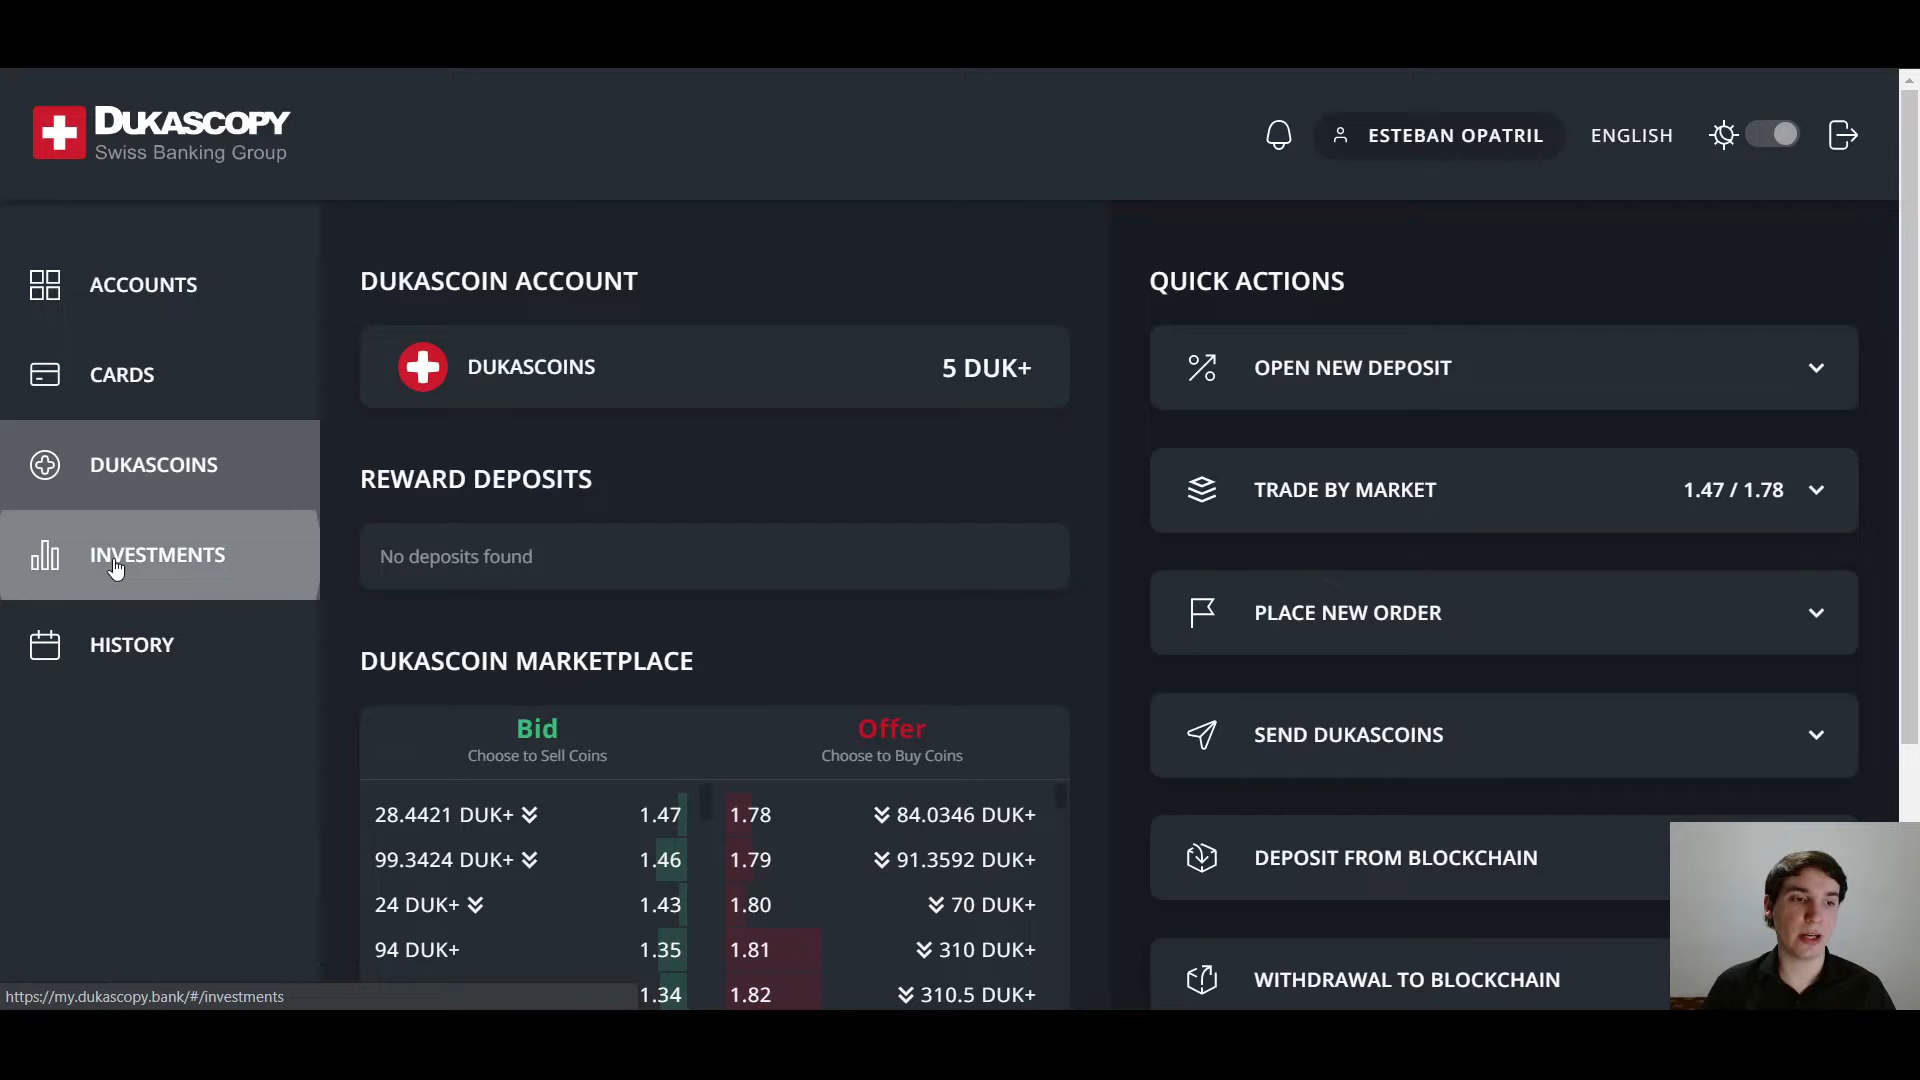 DUKASCOPY
Swiss Banking Group
ESTEBAN OPATRIL
ENGLISH
ACCOUNTS
CARDS
DUKASCOINS
INVESTMENTS
HISTORY
https://my.dukascopy.bank/#/investments
DUKASCOIN ACCOUNT
DUKASCOINS 5 DUK+
REWARD DEPOSITS
No deposits found
DUKASCOIN MARKETPLACE
Bid Offer
Choose to Sell Coins Choose to Buy Coins
28.4421 DUK+ 1.47 1.78 84.0346 DUK+
99.3424 DUK+ 1.46 1.79 91.3592 DUK+
24 DUK+ 1.43 1.80 70 DUK+
94 DUK+ 1.35 1.81 310 DUK+
1.34 1.82 310.5 DUK+
QUICK ACTIONS
OPEN NEW DEPOSIT
TRADE BY MARKET 1.47 / 1.78
PLACE NEW ORDER
SEND DUKASCOINS
DEPOSIT FROM BLOCKCHAIN
WITHDRAWAL TO BLOCKCHAIN